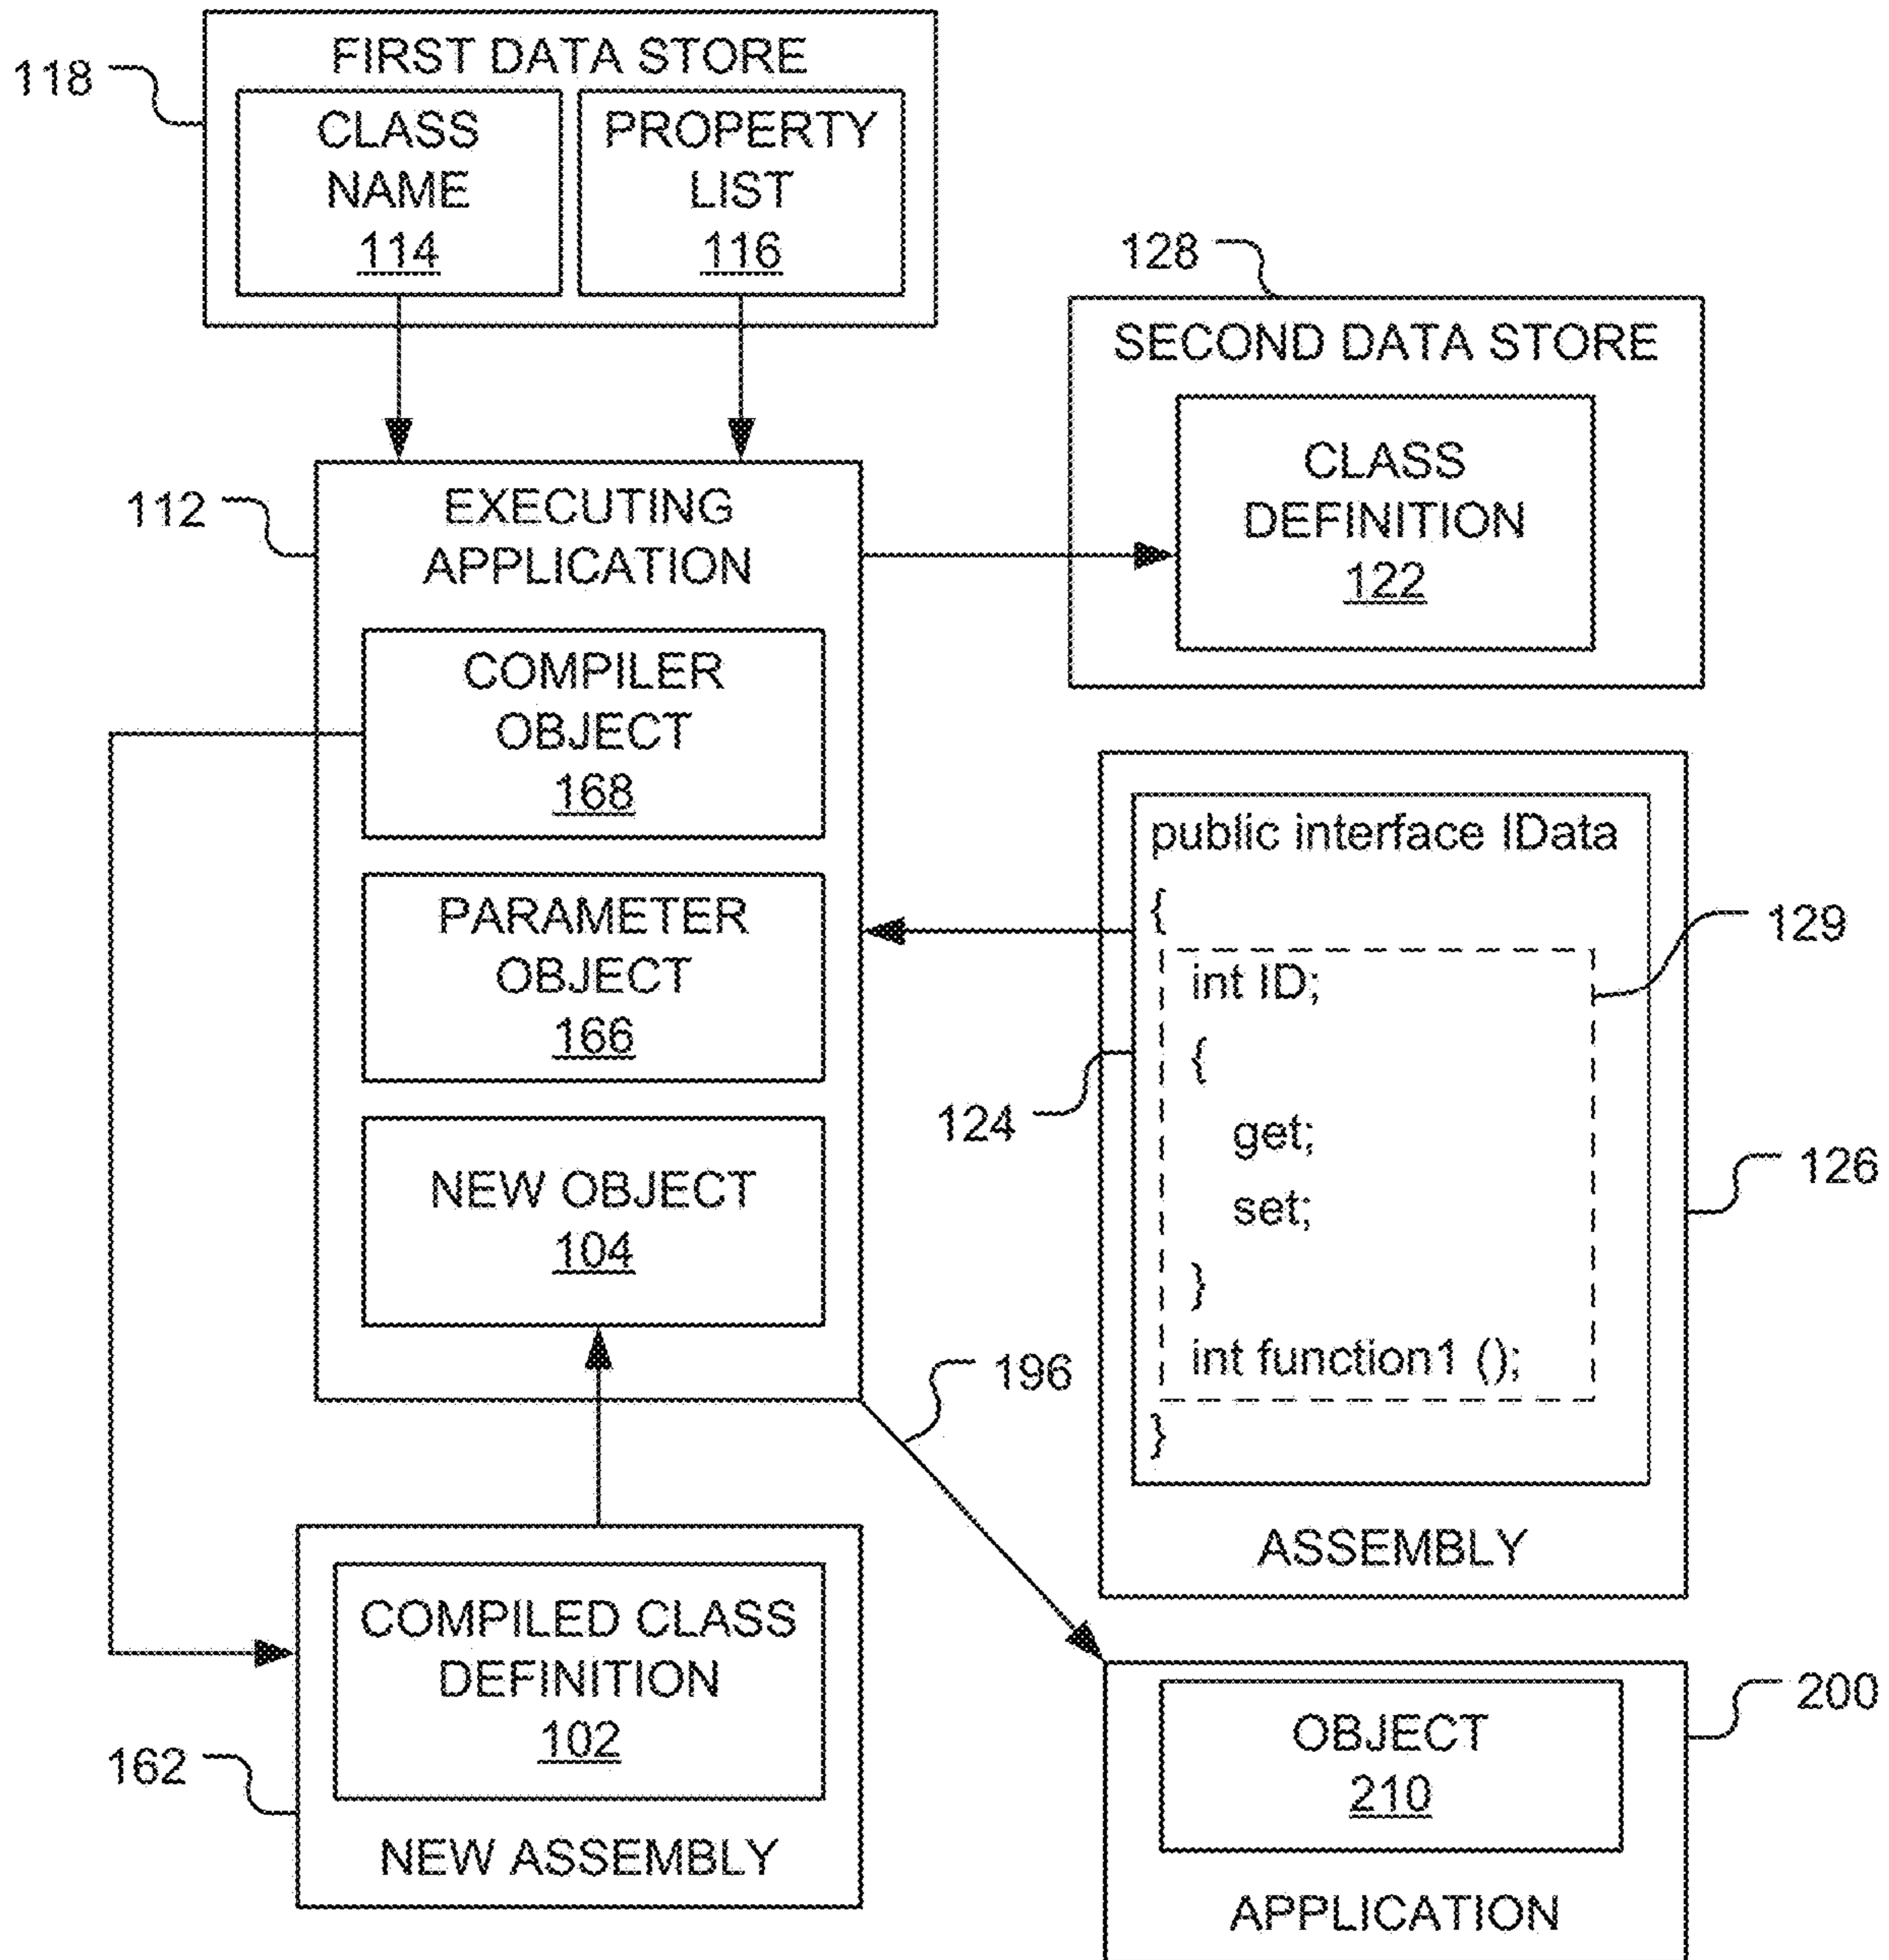 FIRST DATA STORE
118
CLASS
NAME
114
PROPERTY
LIST
116
128
SECOND DATA STORE
CLASS
DEFINITION
122
112
EXECUTING
APPLICATION
COMPILER
OBJECT
168
PARAMETER
OBJECT
166
NEW OBJECT
104
public interface IData
{
int ID;
{
get;
set;
}
int function1 ();
}
129
124
126
ASSEMBLY
196
COMPILED CLASS
DEFINITION
102
162
NEW ASSEMBLY
OBJECT
210
200
APPLICATION